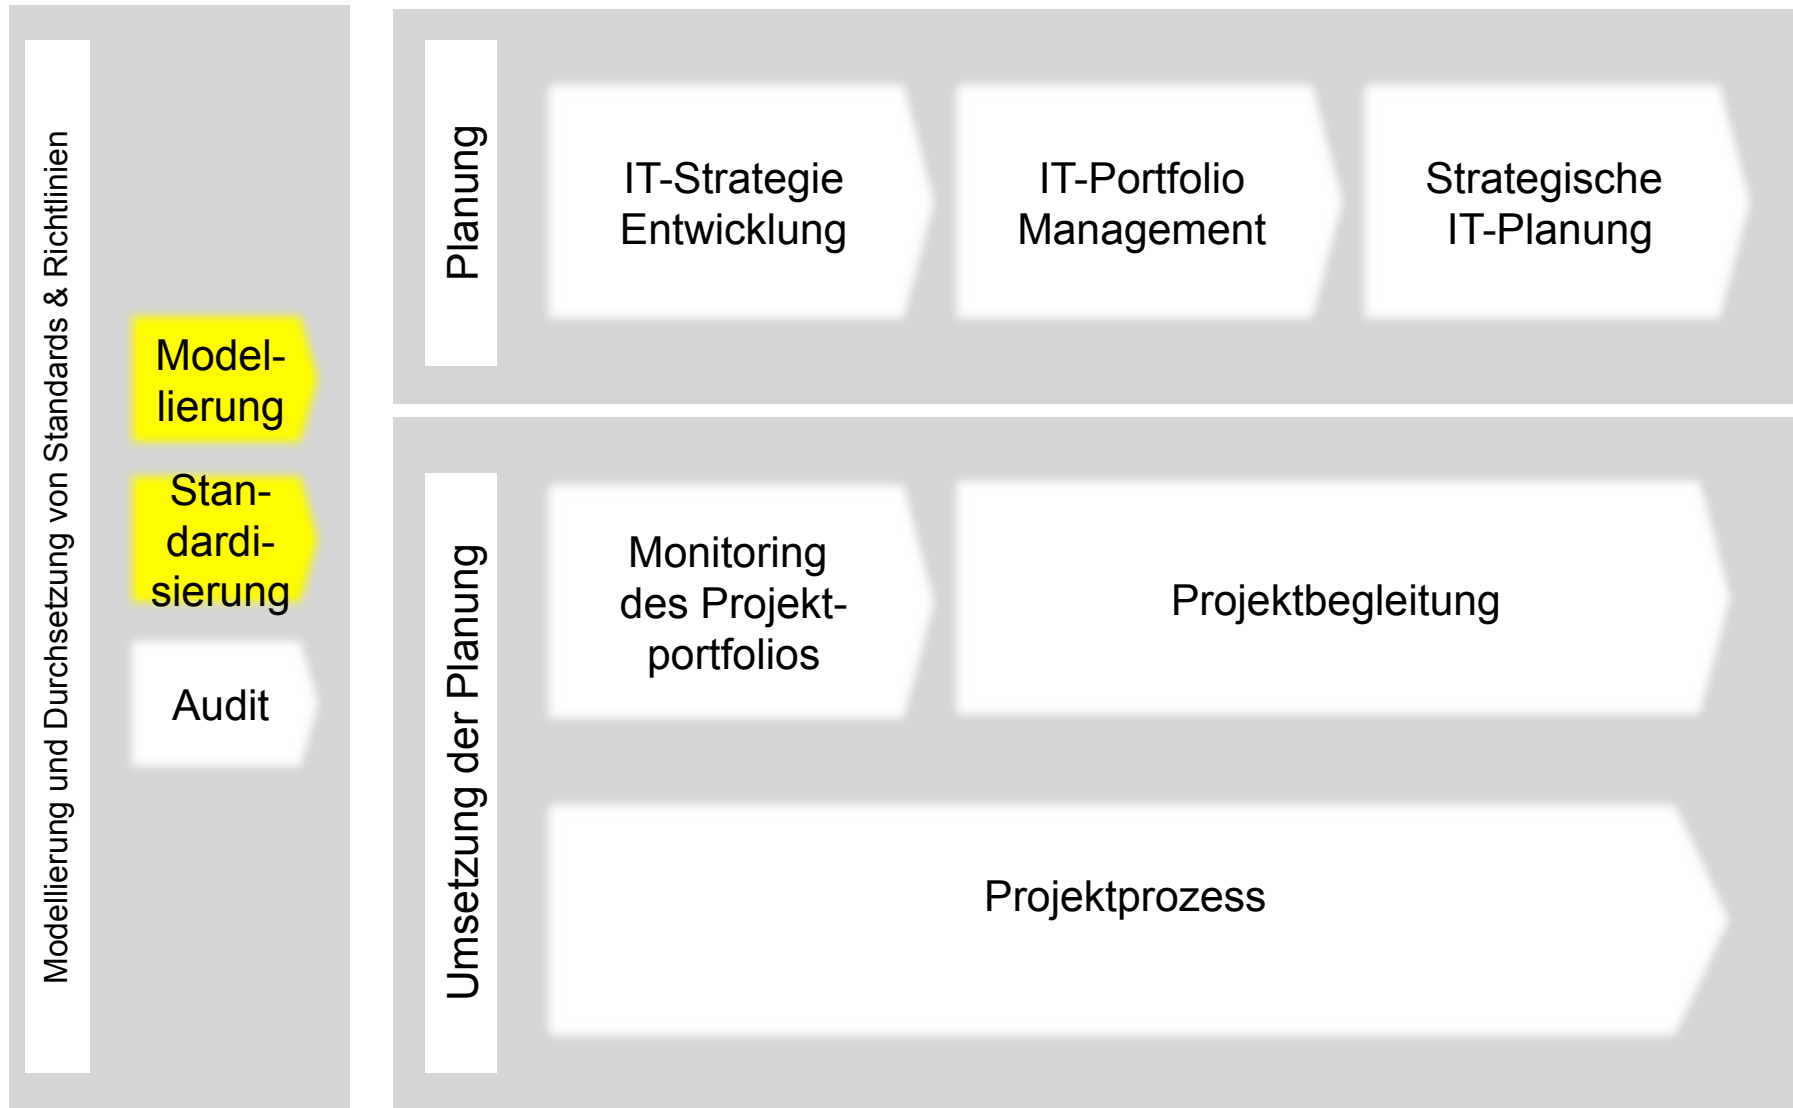 Modellierung und Durchsetzung von Standards & Richtlinien
Model-
lierung
Stan-
dardi-
sierung
Audit
Planung
IT-Strategie
Entwicklung
IT-Portfolio
Management
Strategische
IT-Planung
Umsetzung der Planung
Monitoring
des Projekt-
portfolios
Projektbegleitung
Projektprozess